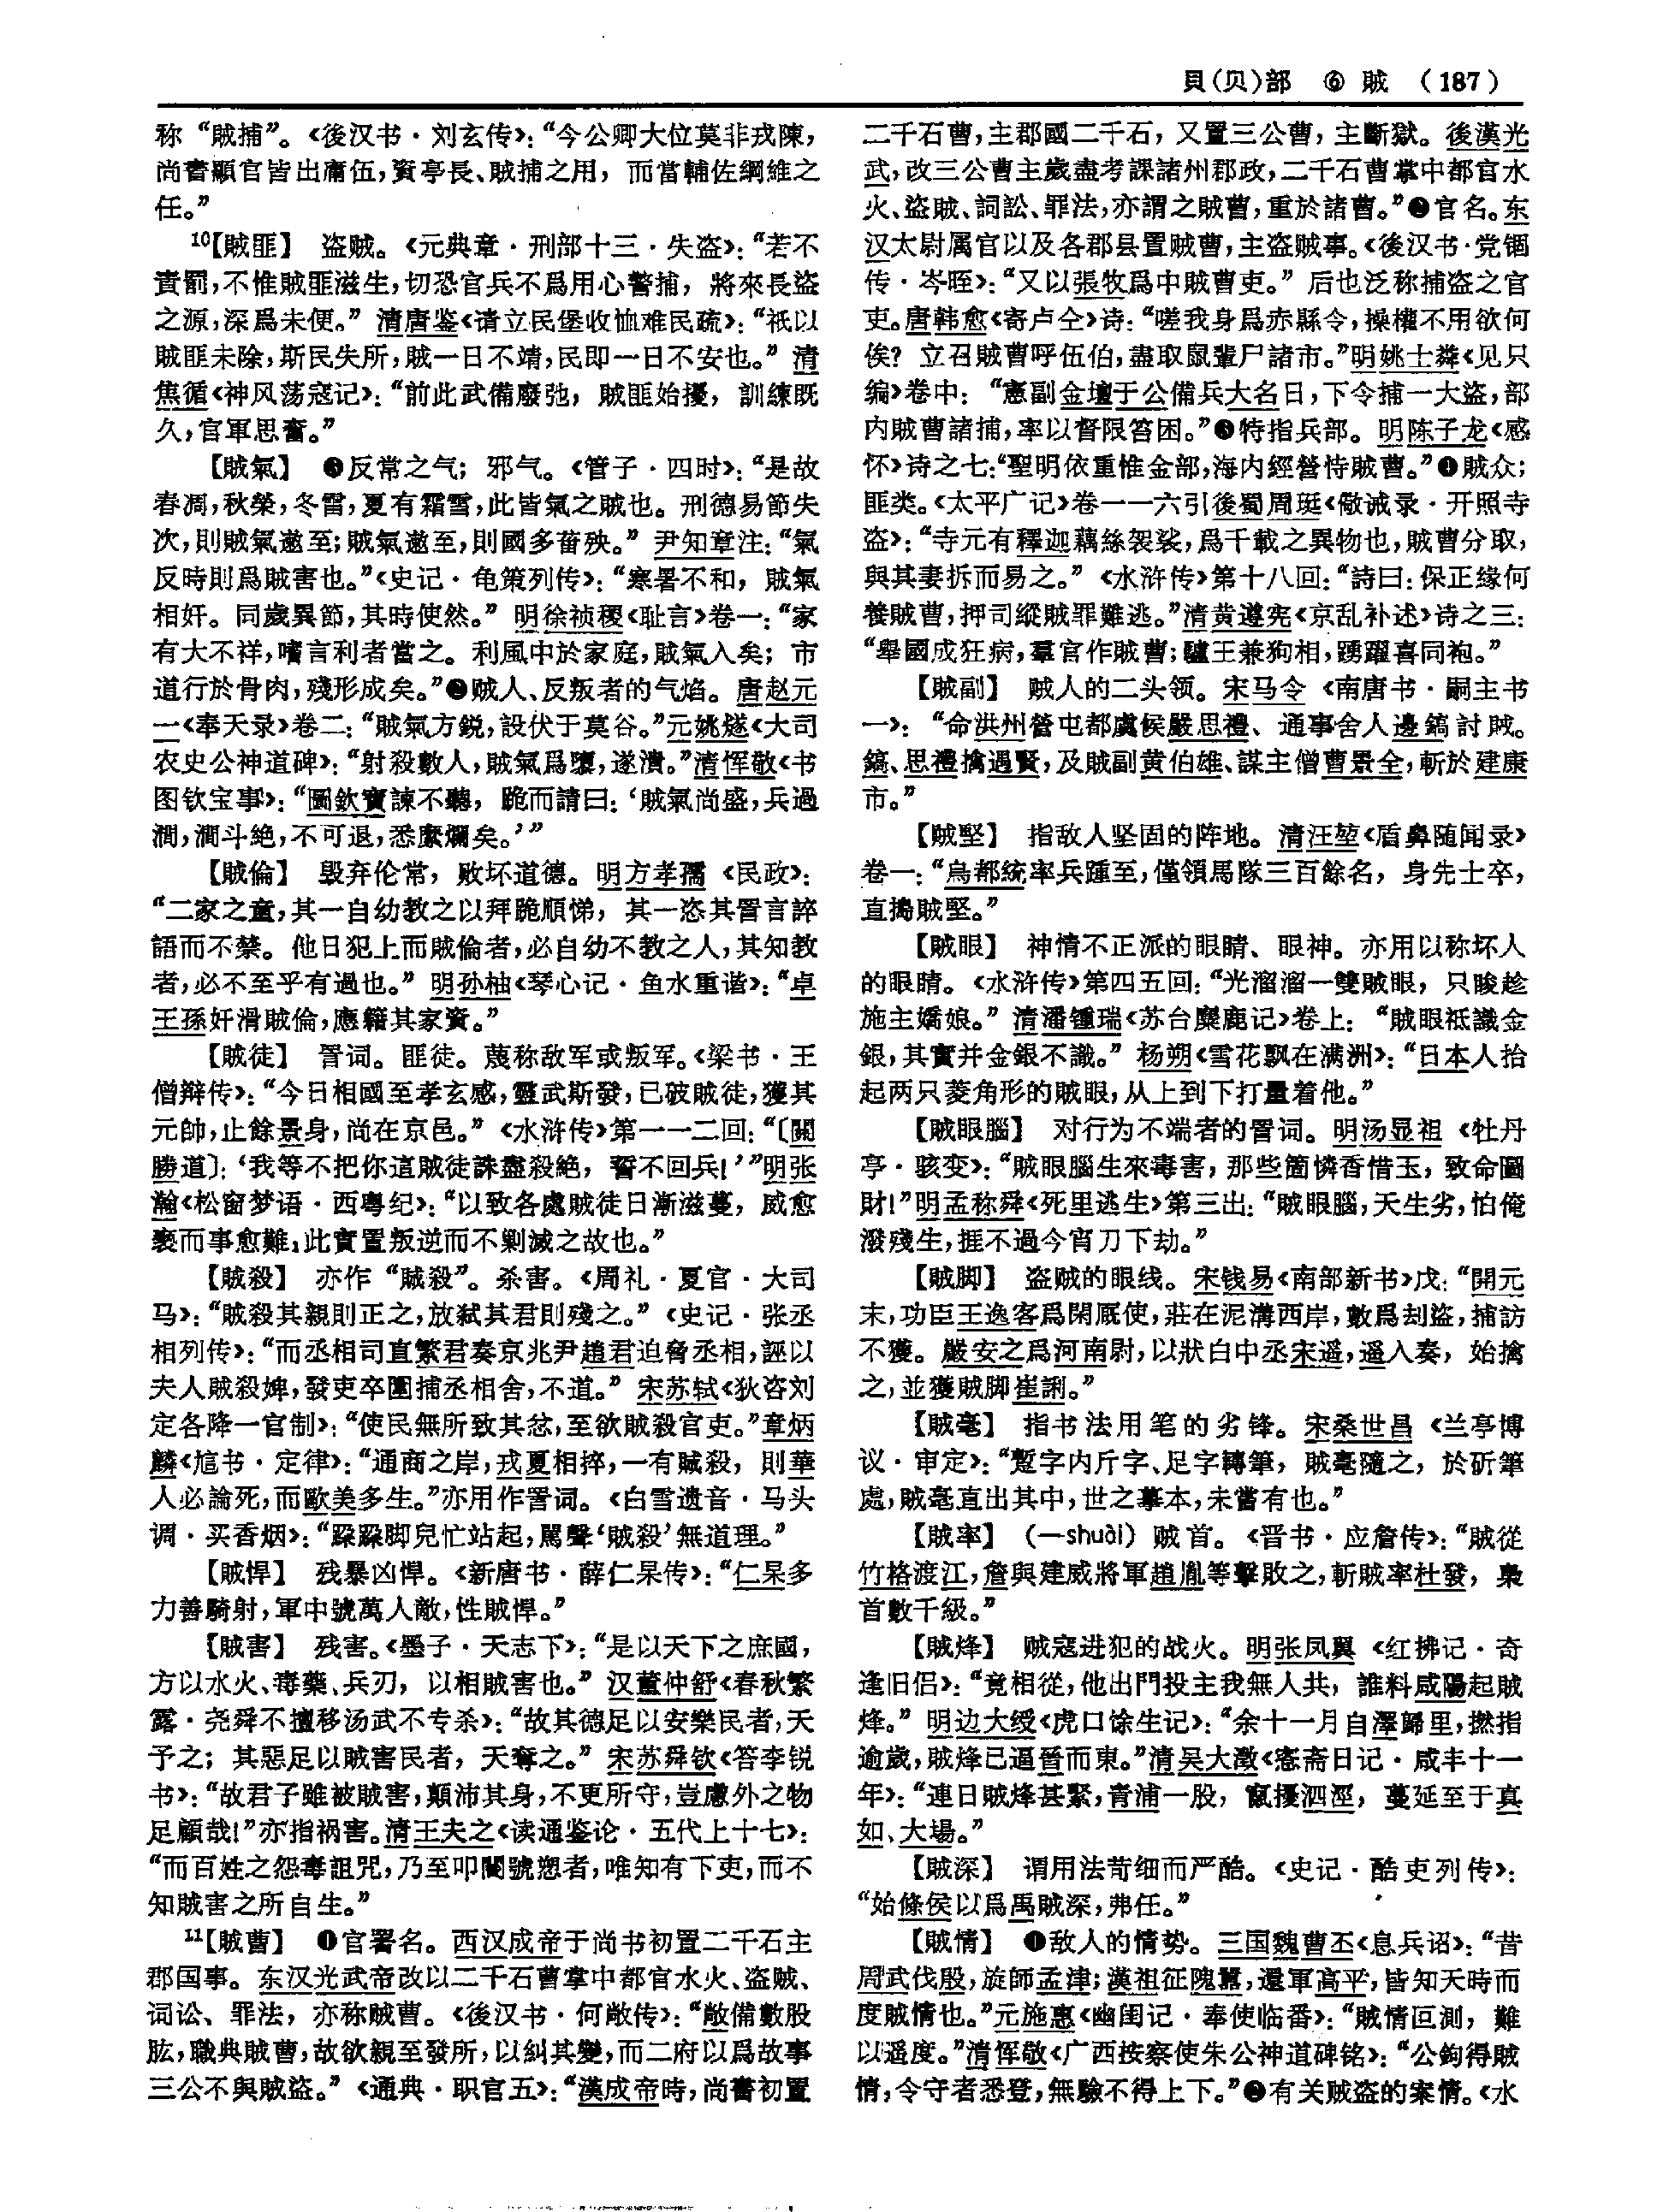 貝(贝)部 ⑥ 賊 (187)
称“賊捕”。《後汉书·刘玄传》：“今公卿大位莫非戎陳，
尚書顯官皆出庸伍，資亭長、賊捕之用，而當輔佐綱維之
任。”
10【賊匪】 盗贼。《元典章·刑部十三·失盗》：“若不
責罰，不惟賊匪滋生，切恐官兵不爲用心警捕，將來長盜
之源，深爲未便。”清唐鉴《请立民堡收恤难民疏》：“祇以
賊匪未除，斯民失所，賊一日不靖，民即一日不安也。”清
焦循《神风荡寇记》：“前此武備廢弛，賊匪始擾，訓練既
久，官軍思奮。”
【賊氣】 ❶反常之气；邪气。《管子·四时》：“是故
春凋，秋榮，冬雷，夏有霜雪，此皆氣之賊也。刑德易節失
次，則賊氣遬至；賊氣遬至，則國多菑殃。”尹知章注：“氣
反時則爲賊害也。”《史记·龟策列传》：“寒暑不和，賊氣
相奸。同歲異節，其時使然。”明徐祯稷《耻言》卷一：“家
有大不祥，嗜言利者當之。利風中於家庭，賊氣入矣；市
道行於骨肉，殘形成矣。”❷贼人、反叛者的气焰。唐赵元
一《奉天录》卷二：“賊氣方鋭，設伏于莫谷。”元姚燧《大司
农史公神道碑》：“射殺數人，賊氣爲墮，遂潰。”清恽敬《书
图钦宝事》：“圖欽寶諫不聽，跪而請曰：‘賊氣尚盛，兵過
澗，澗斗絶，不可退，悉糜爛矣。’”
【賊倫】 毁弃伦常，败坏道德。明方孝孺《民政》：
“二家之童，其一自幼教之以拜跪順悌，其一恣其詈言誶
語而不禁。他日犯上而賊倫者，必自幼不教之人，其知教
者，必不至乎有過也。”明孙柚《琴心记·鱼水重谐》：“卓
王孫奸滑賊倫，應籍其家資。”
【賊徒】 詈词。匪徒。蔑称敌军或叛军。《梁书·王
僧辩传》：“今日相國至孝玄感，靈武斯發，已破賊徒，獲其
元帥，止餘景身，尚在京邑。”《水浒传》第一一二回：“〔關
勝道〕：‘我等不把你這賊徒誅盡殺絶，誓不回兵！’”明张
瀚《松窗梦语·西粤纪》：“以致各處賊徒日漸滋蔓，威愈
褻而事愈難，此實置叛逆而不剿滅之故也。”
【賊殺】 亦作“賊殺”。杀害。《周礼·夏官·大司
马》：“賊殺其親則正之，放弑其君則殘之。”《史记·张丞
相列传》：“而丞相司直繁君奏京兆尹趙君迫脅丞相，誣以
夫人賊殺婢，發吏卒圍捕丞相舍，不道。”宋苏轼《狄咨刘
定各降一官制》：“使民無所致其忿，至欲賊殺官吏。”章炳
麟《訄书·定律》：“通商之岸，戎夏相捽，一有賊殺，則華
人必論死，而歐美多生。”亦用作詈词。《白雪遗音·马头
调·买香烟》：“跺跺脚兒忙站起，駡聲‘賊殺’無道理。”
【賊悍】 残暴凶悍。《新唐书·薛仁杲传》：“仁杲多
力善騎射，軍中號萬人敵，性賊悍。”
【賊害】 残害。《墨子·天志下》：“是以天下之庶國，
方以水火、毒藥、兵刃，以相賊害也。”汉董仲舒《春秋繁
露·尧舜不擅移汤武不专杀》：“故其德足以安樂民者，天
予之；其惡足以賊害民者，天奪之。”宋苏舜钦《答李锐
书》：“故君子雖被賊害，顛沛其身，不更所守，豈慮外之物
足顧哉！”亦指祸害。清王夫之《读通鉴论·五代上十七》：
“而百姓之怨毒詛咒，乃至叩閽號愬者，唯知有下吏，而不
知賊害之所自生。”
11【賊曹】 ❶官署名。西汉成帝于尚书初置二千石主
郡国事。东汉光武帝改以二千石曹掌中都官水火、盗贼、
词讼、罪法，亦称贼曹。《後汉书·何敞传》：“敞備數股
肱，職典賊曹，故欲親至發所，以糾其變，而二府以爲故事
三公不與賊盜。”《通典·职官五》：“漢成帝時，尚書初置
二千石曹，主郡國二千石，又置三公曹，主斷獄。後漢光
武，改三公曹主歲盡考課諸州郡政，二千石曹掌中都官水
火、盜賊、詞訟、罪法，亦謂之賊曹，重於諸曹。”❷官名。东
汉太尉属官以及各郡县置贼曹，主盗贼事。《後汉书·党锢
传·岑晊》：“又以張牧爲中賊曹吏。”后也泛称捕盗之官
吏。唐韩愈《寄卢仝》诗：“嗟我身爲赤縣令，操權不用欲何
俟？立召賊曹呼伍伯，盡取鼠輩尸諸市。”明姚士粦《见只
编》卷中：“憲副金壇于公備兵大名日，下令捕一大盜，部
内賊曹諸捕，率以督限笞困。”❸特指兵部。明陈子龙《感
怀》诗之七：“聖明依重惟金部，海内經營恃賊曹。”❹贼众；
匪类。《太平广记》卷一一六引後蜀周珽《儆诫录·开照寺
盗》：“寺元有釋迦藕絲袈裟，爲千載之異物也，賊曹分取，
與其妻拆而易之。”《水浒传》第十八回：“詩曰：保正緣何
養賊曹，押司縱賊罪難逃。”清黄遵宪《京乱补述》诗之三：
“舉國成狂病，羣官作賊曹；驢王兼狗相，踴躍喜同袍。”
【賊副】 贼人的二头领。宋马令《南唐书·嗣主书
一》：“命洪州營屯都虞候嚴思禮、通事舍人邊鎬討賊。
鎬、思禮擒遇賢，及賊副黄伯雄、謀主僧曹景全，斬於建康
市。”
【賊堅】 指敌人坚固的阵地。清汪堃《盾鼻随闻录》
卷一：“烏都統率兵踵至，僅領馬隊三百餘名，身先士卒，
直搗賊堅。”
【賊眼】 神情不正派的眼睛、眼神。亦用以称坏人
的眼睛。《水浒传》第四五回：“光溜溜一雙賊眼，只睃趁
施主嬌娘。”清潘锺瑞《苏台麋鹿记》卷上：“賊眼祇識金
銀，其實并金銀不識。”杨朔《雪花飘在满洲》：“日本人抬
起两只菱角形的贼眼，从上到下打量着他。”
【賊眼腦】 对行为不端者的詈词。明汤显祖《牡丹
亭·骇变》：“賊眼腦生來毒害，那些箇憐香惜玉，致命圖
財！”明孟称舜《死里逃生》第三出：“賊眼腦，天生劣，怕俺
潑殘生，捱不過今宵刀下劫。”
【賊脚】 盗贼的眼线。宋钱易《南部新书》戊：“開元
末，功臣王逸客爲閑厩使，莊在泥溝西岸，數爲刦盜，捕訪
不獲。嚴安之爲河南尉，以狀白中丞宋遥，遥入奏，始擒
之，並獲賊脚崔誗。”
【賊毫】 指书法用笔的劣锋。宋桑世昌《兰亭博
议·审定》：“蹔字内斤字、足字轉筆，賊毫隨之，於斫筆
處，賊毫直出其中，世之摹本，未嘗有也。”
【賊率】 （一shuài）贼首。《晋书·应詹传》：“賊從
竹格渡江，詹與建威將軍趙胤等擊敗之，斬賊率杜發，梟
首數千級。”
【賊烽】 贼寇进犯的战火。明张凤翼《红拂记·奇
逢旧侣》：“竟相從，他出門投主我無人共，誰料咸陽起賊
烽。”明边大绶《虎口馀生记》：“余十一月自澤歸里，撚指
逾歲，賊烽已逼晉而東。”清吴大澂《愙斋日记·咸丰十一
年》：“連日賊烽甚緊，青浦一股，竄擾泗涇，蔓延至于真
如、大場。”
【賊深】 谓用法苛细而严酷。《史记·酷吏列传》：
“始條侯以爲禹賊深，弗任。”
【賊情】 ❶敌人的情势。三国魏曹丕《息兵诏》：“昔
周武伐殷，旋師孟津；漢祖征隗囂，還軍高平，皆知天時而
度賊情也。”元施惠《幽闺记·奉使临番》：“賊情叵測，難
以遥度。”清恽敬《广西按察使朱公神道碑铭》：“公鉤得賊
情，令守者悉登，無驗不得上下。”❷有关贼盗的案情。《水